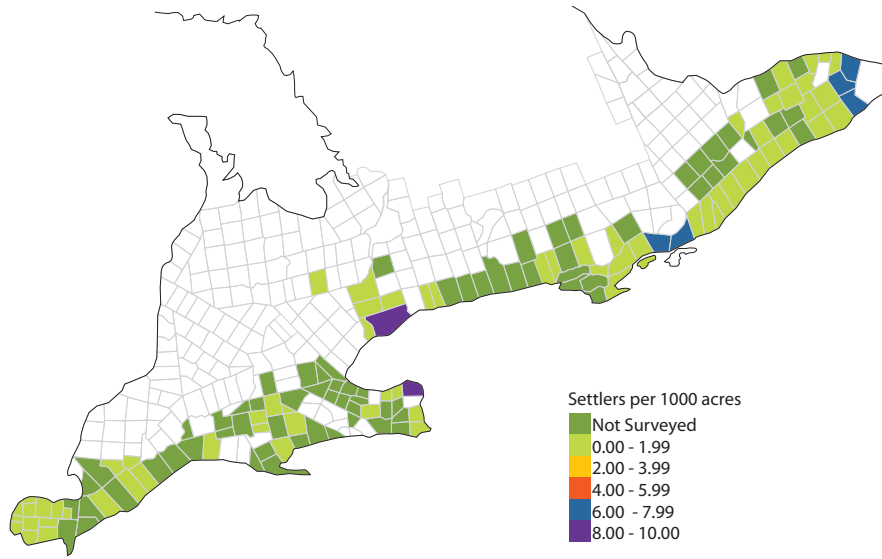 Settlers per 1000 acres
Not Surveyed
0.00 - 1.99
2.00 - 3.99
4.00 - 5.99
6.00 - 7.99
8.00 - 10.00